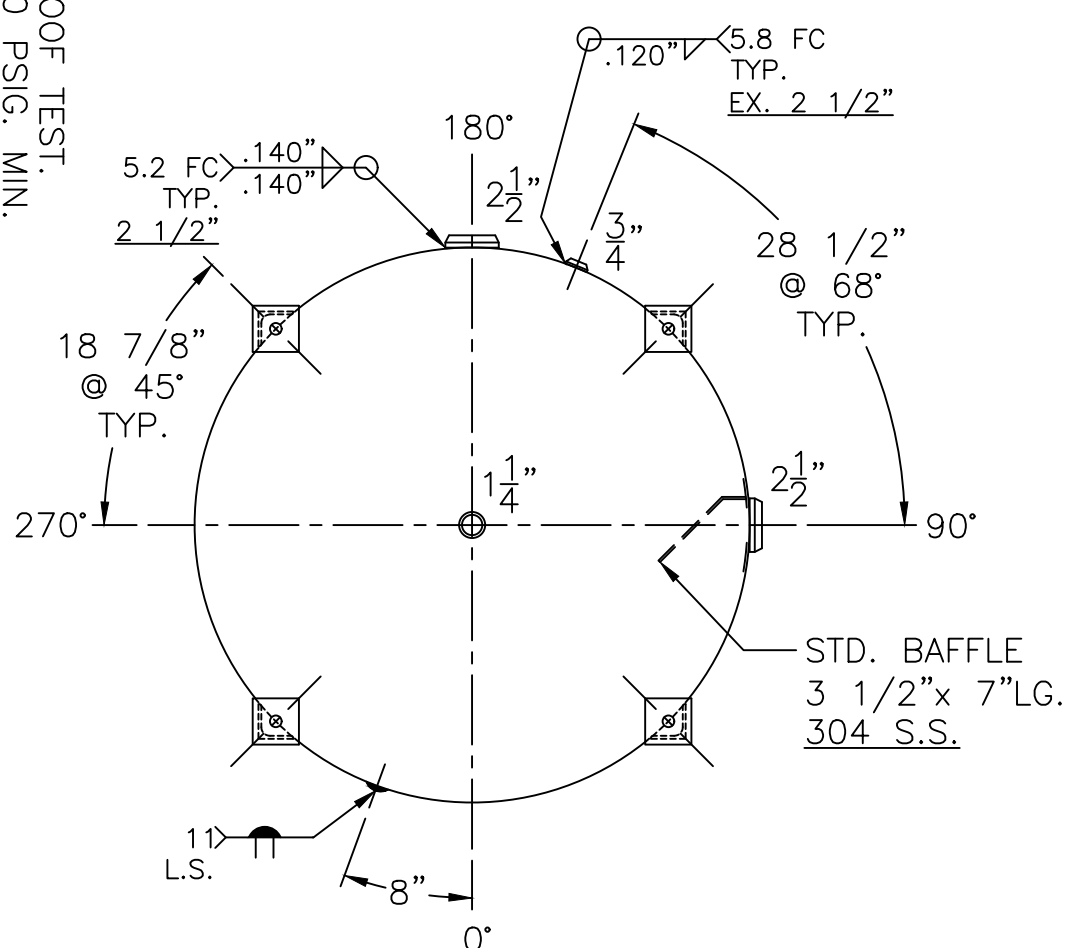 OOF TEST.
0 PSIG. MIN.
.120” 5.8 FC
TYP.
EX. 2 1/2”
180°
5.2 FC .140”
.140”
TYP.
2 1/2”
2 1/2”
3/4”
28 1/2”
@ 68°
TYP.
18 7/8”
@ 45°
TYP.
1 1/4”
2 1/2”
270°
90°
STD. BAFFLE
3 1/2”x 7”LG.
304 S.S.
11
L.S.
8”
0°